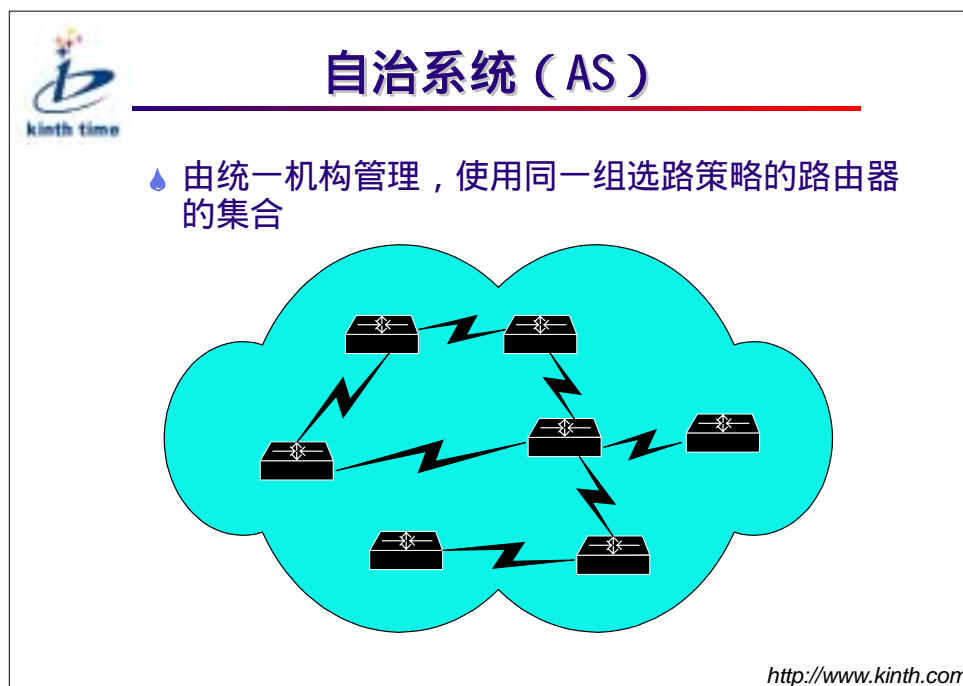 kinth time
自治系统（AS）
由统一机构管理，使用同一组选路策略的路由器
的集合
http://www.kinth.com